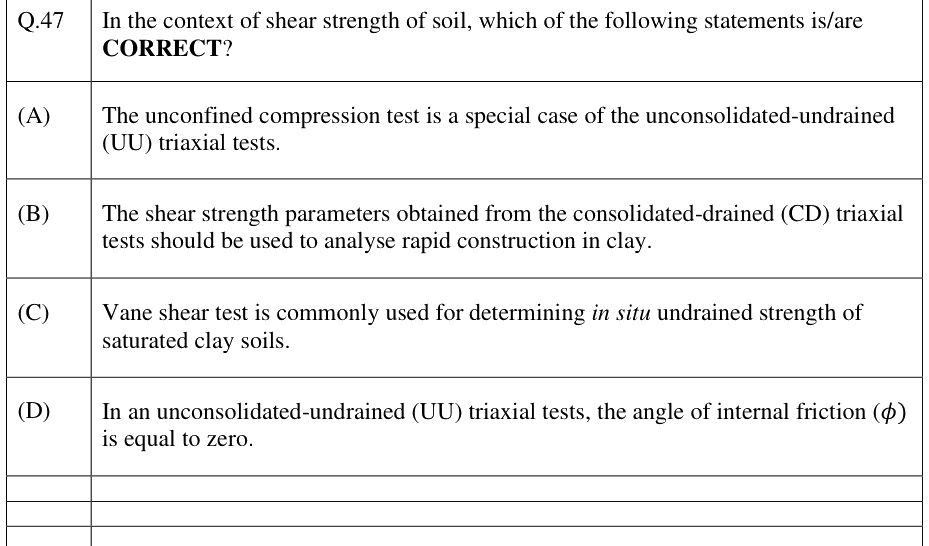 Q.47 In the context of shear strength of soil, which of the following statements is/are
CORRECT?
(A) The unconfined compression test is a special case of the unconsolidated-undrained
(UU) triaxial tests.
(B) The shear strength parameters obtained from the consolidated-drained (CD) triaxial
tests should be used to analyse rapid construction in clay.
(C) Vane shear test is commonly used for determining in situ undrained strength of
saturated clay soils.
(D) In an unconsolidated-undrained (UU) triaxial tests, the angle of internal friction (ϕ)
is equal to zero.